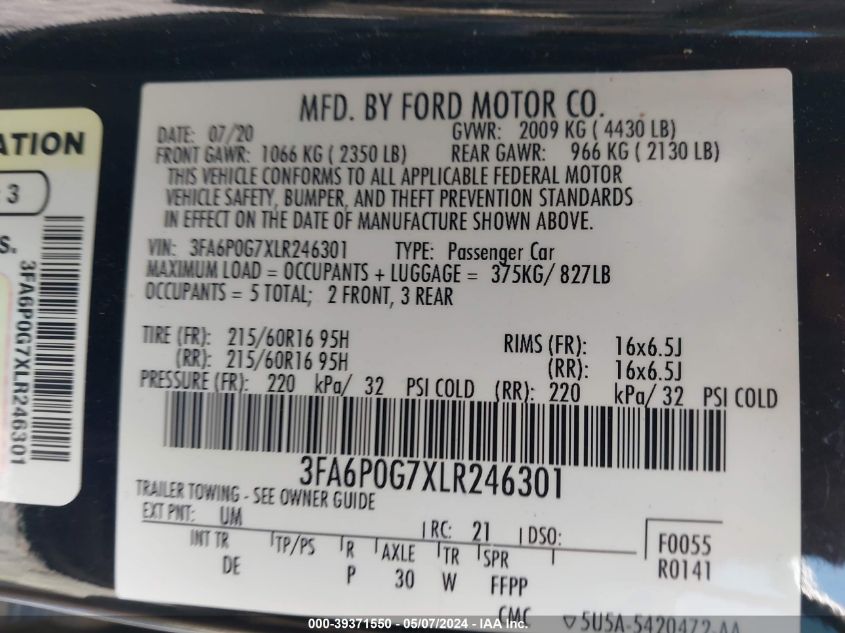 ATION
3
S.
3FA6P0G7XLR246301
MFD. BY FORD MOTOR CO.
DATE: 07/20 GVWR: 2009 KG ( 4430 LB)
FRONT GAWR: 1066 KG ( 2350 LB) REAR GAWR: 966 KG ( 2130 LB)
THIS VEHICLE CONFORMS TO ALL APPLICABLE FEDERAL MOTOR
VEHICLE SAFETY, BUMPER, AND THEFT PREVENTION STANDARDS
IN EFFECT ON THE DATE OF MANUFACTURE SHOWN ABOVE.
VIN: 3FA6P0G7XLR246301 TYPE: Passenger Car
MAXIMUM LOAD = OCCUPANTS + LUGGAGE = 375KG/ 827LB
OCCUPANTS = 5 TOTAL; 2 FRONT, 3 REAR
TIRE (FR): 215/60R16 95H RIMS (FR): 16x6.5J
(RR): 215/60R16 95H (RR): 16x6.5J
PRESSURE (FR): 220 kPa/ 32 PSI COLD (RR): 220 kPa/ 32 PSI COLD
3FA6P0G7XLR246301
TRAILER TOWING - SEE OWNER GUIDE
EXT PNT: UM RC: 21 DSO:
INT TR TP/PS R AXLE TR SPR F0055
DE P 30 W FFPP R0141
CMC ▽5U5A-5420472-AA
000-39371550 - 05/07/2024 - IAA Inc.